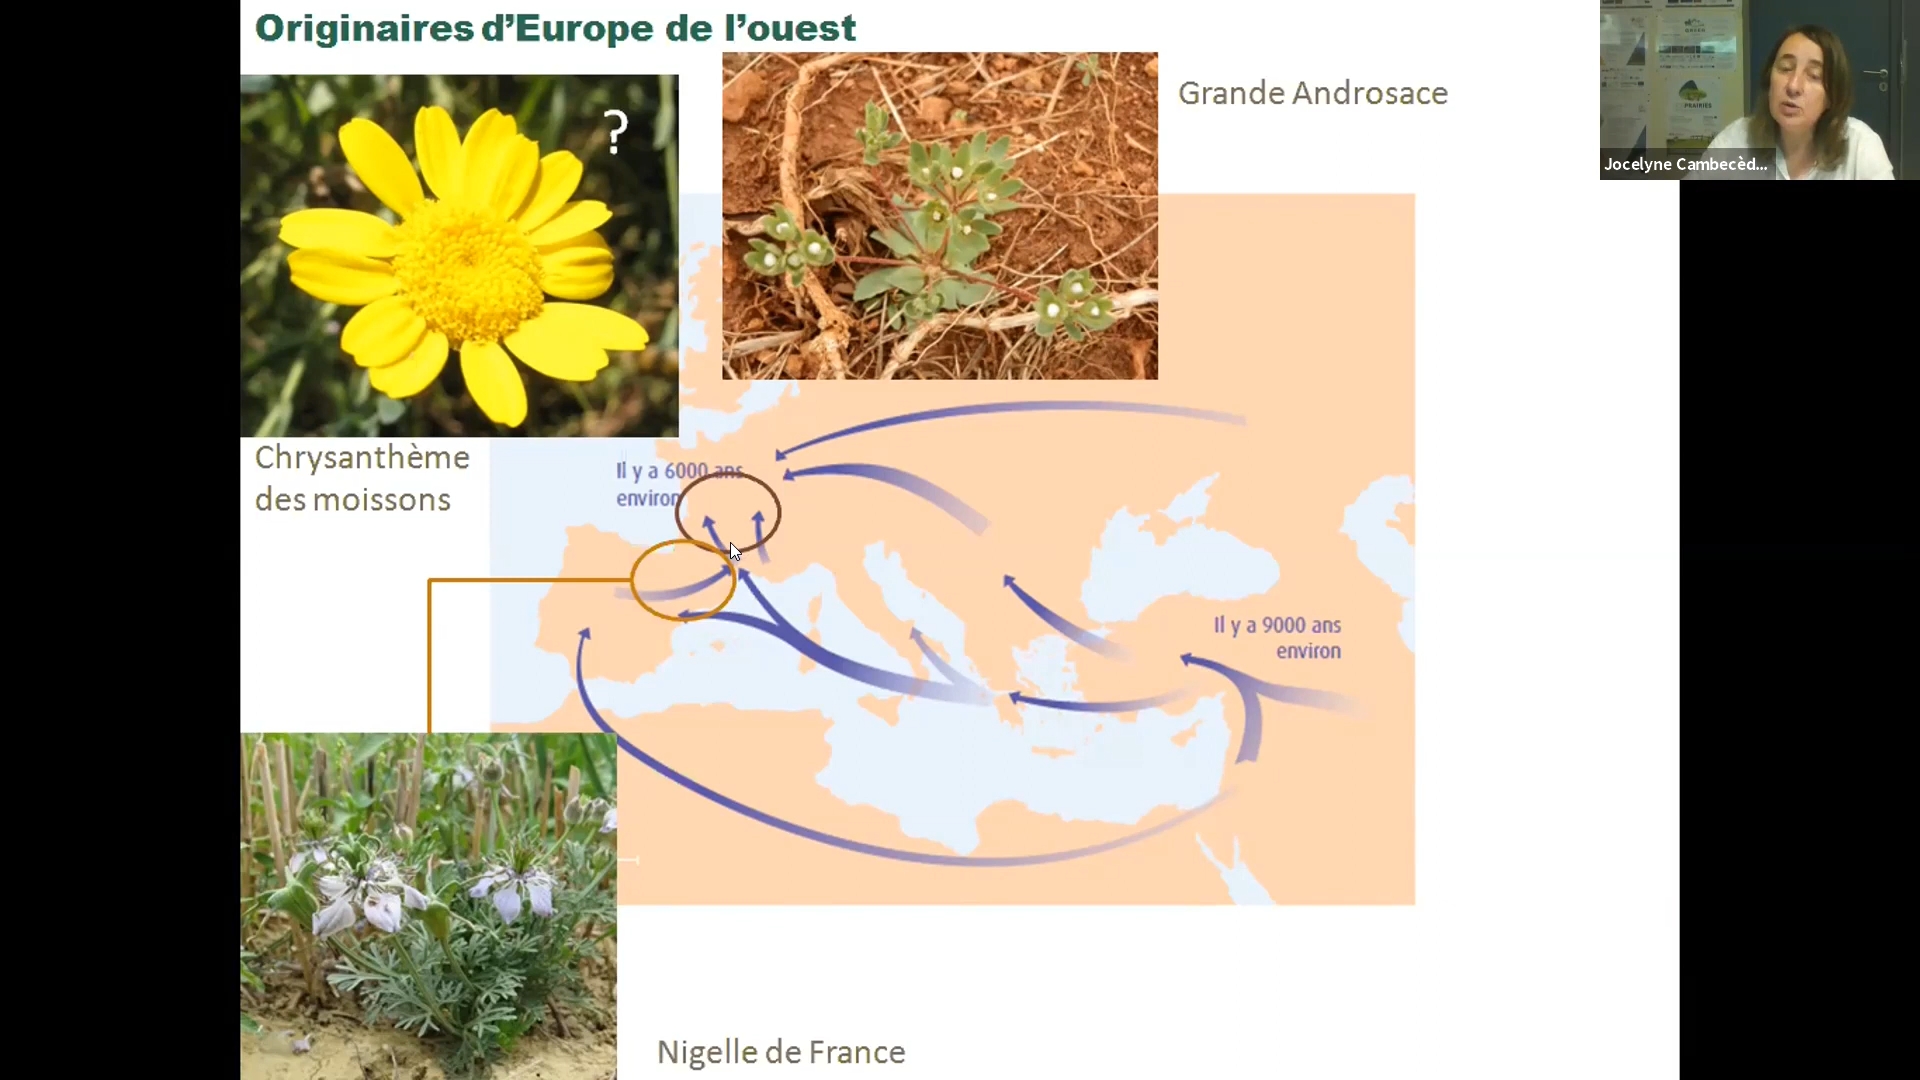 Originaires d’Europe de l’ouest
?
Grande Androsace
Chrysanthème
des moissons
Il y a 6000 ans
environ
Il y a 9000 ans
environ
Nigelle de France
PRAIRIES
Jocelyne Cambecèd...